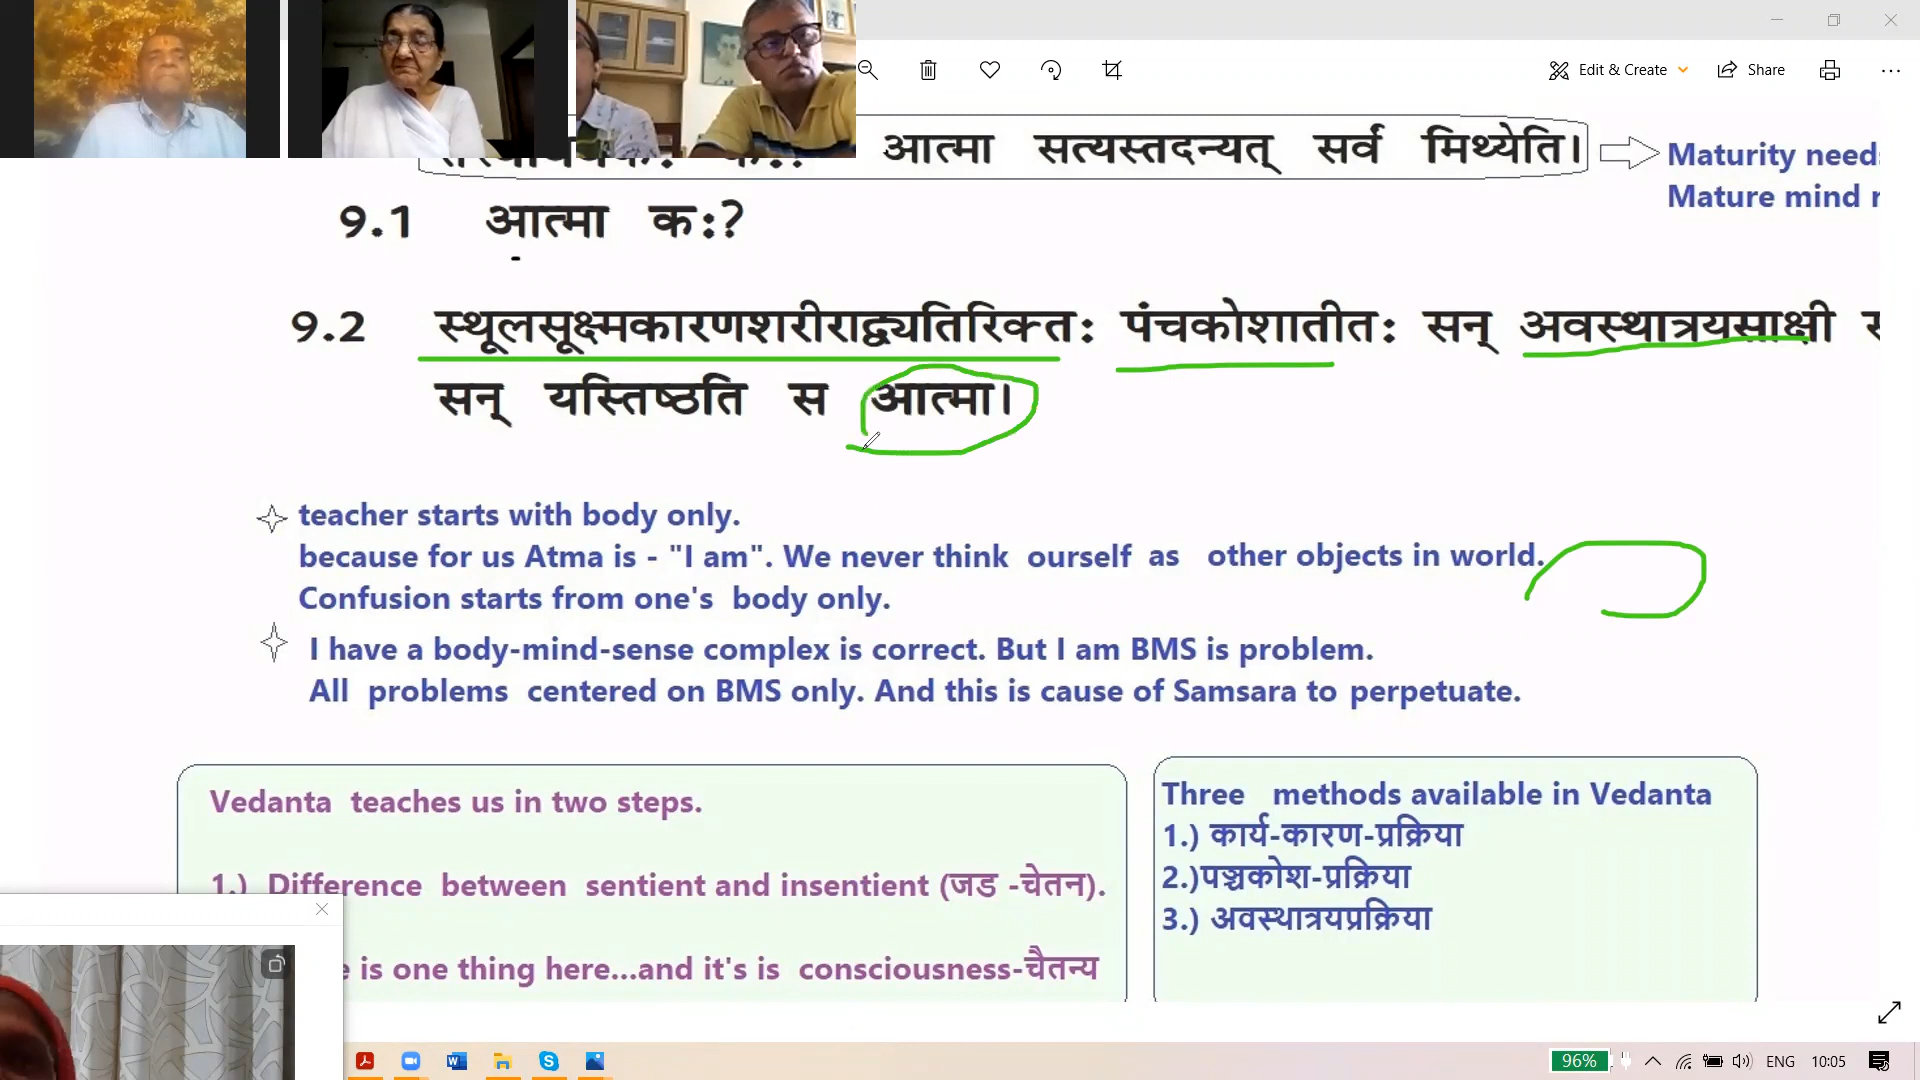 Edit & Create
Share
आत्मा सत्यस्तदन्यत् सर्वं मिथ्येति।
Maturity need
Mature mind
9.1 आत्मा कः?
9.2 स्थूलसूक्ष्मकारणशरीराद्व्यतिरिक्तः पंचकोशातीतः सन् अवस्थात्रयसाक्षी
सन् यस्तिष्ठति स आत्मा।
teacher starts with body only.
because for us Atma is - "I am". We never think ourself as other objects in world.
Confusion starts from one's body only.
I have a body-mind-sense complex is correct. But I am BMS is problem.
All problems centered on BMS only. And this is cause of Samsara to perpetuate.
Vedanta teaches us in two steps.
1.) Difference between sentient and insentient (जड -चेतन).
is one thing here...and it's is consciousness-चैतन्य
Three methods available in Vedanta
1.) कार्य-कारण-प्रक्रिया
2.)पञ्चकोश-प्रक्रिया
3.) अवस्थात्रयप्रक्रिया
96%
ENG
10:05